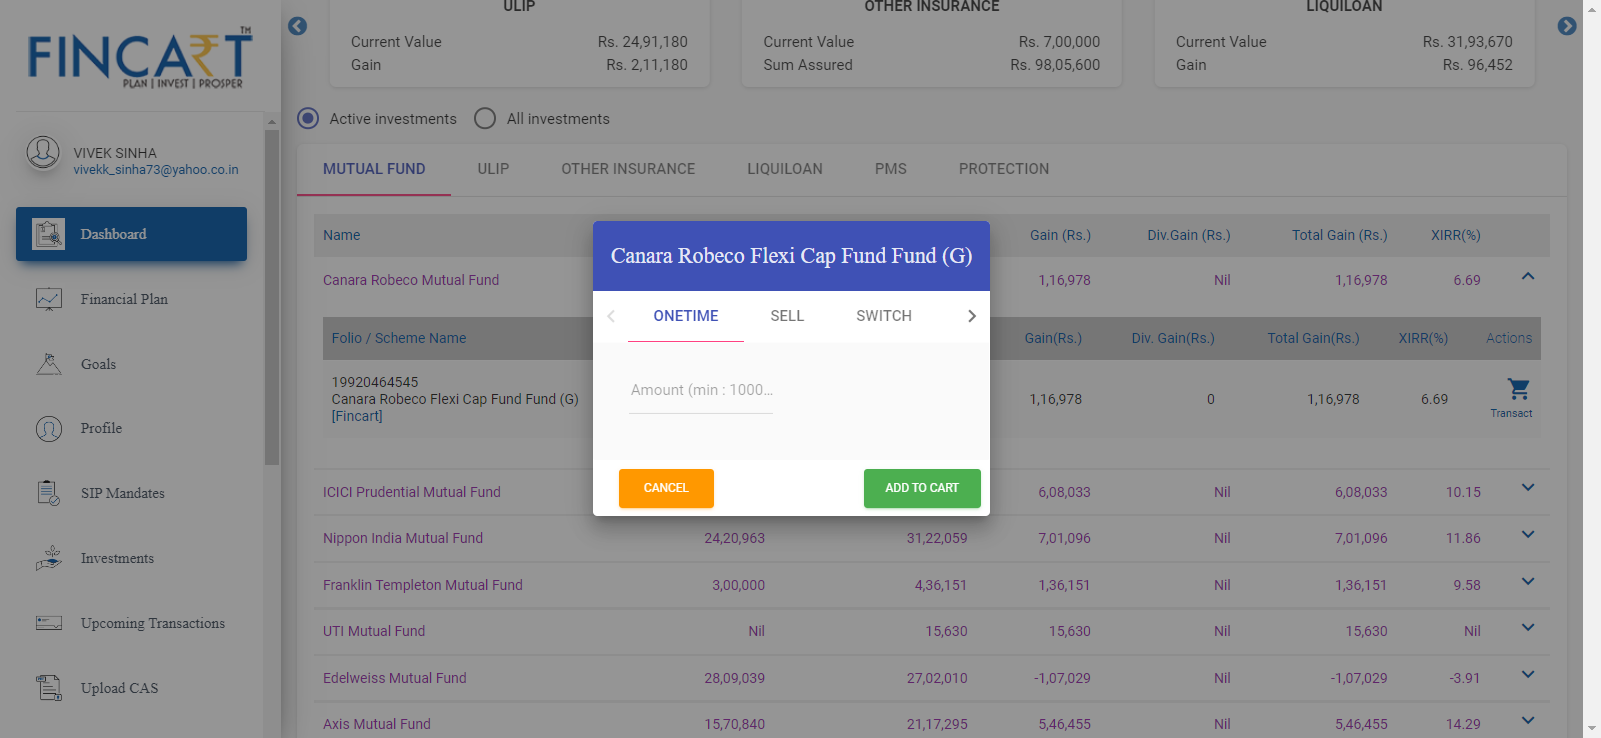 FINCART TM
PLAN | INVEST | PROSPER
VIVEK SINHA
vivekk_sinha73@yahoo.co.in
Dashboard
Financial Plan
Goals
Profile
SIP Mandates
Investments
Upcoming Transactions
Upload CAS
ULIP
Current Value Rs. 24,91,180
Gain Rs. 2,11,180
OTHER INSURANCE
Current Value Rs. 7,00,000
Sum Assured Rs. 98,05,600
LIQUILOAN
Current Value Rs. 31,93,670
Gain Rs. 96,452
Active investments All investments
MUTUAL FUND ULIP OTHER INSURANCE LIQUILOAN PMS PROTECTION
Name Gain (Rs.) Div.Gain (Rs.) Total Gain (Rs.) XIRR(%)
Canara Robeco Mutual Fund 1,16,978 Nil 1,16,978 6.69
Folio / Scheme Name Gain(Rs.) Div. Gain(Rs.) Total Gain(Rs.) XIRR(%) Actions
19920464545
Canara Robeco Flexi Cap Fund Fund (G) 1,16,978 0 1,16,978 6.69
[Fincart] Transact
ICICI Prudential Mutual Fund 6,08,033 Nil 6,08,033 10.15
Nippon India Mutual Fund 24,20,963 31,22,059 7,01,096 Nil 7,01,096 11.86
Franklin Templeton Mutual Fund 3,00,000 4,36,151 1,36,151 Nil 1,36,151 9.58
UTI Mutual Fund Nil 15,630 15,630 Nil 15,630 Nil
Edelweiss Mutual Fund 28,09,039 27,02,010 -1,07,029 Nil -1,07,029 -3.91
Axis Mutual Fund 15,70,840 21,17,295 5,46,455 Nil 5,46,455 14.29
Canara Robeco Flexi Cap Fund Fund (G)
ONETIME SELL SWITCH
Amount (min : 1000...
CANCEL ADD TO CART